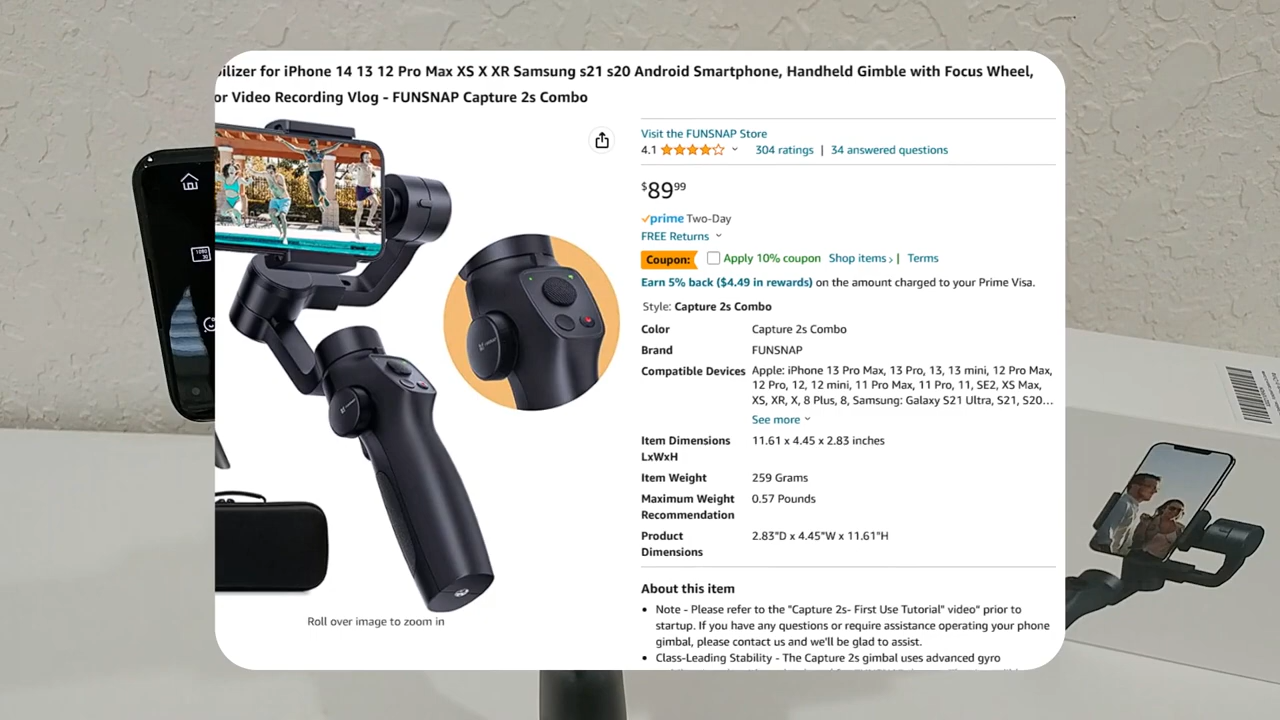 ilizer for iPhone 14 13 12 Pro Max XS X XR Samsung s21 s20 Android Smartphone, Handheld Gimble with Focus Wheel,
or Video Recording Vlog - FUNSNAP Capture 2s Combo
Visit the FUNSNAP Store
4.1
304 ratings | 34 answered questions
$89 99
prime Two-Day
FREE Returns
Coupon: Apply 10% coupon Shop items > | Terms
Earn 5% back ($4.49 in rewards) on the amount charged to your Prime Visa.
Style: Capture 2s Combo
Color Capture 2s Combo
Brand FUNSNAP
Compatible Devices Apple: iPhone 13 Pro Max, 13 Pro, 13, 13 mini, 12 Pro Max,
12 Pro, 12, 12 mini, 11 Pro Max, 11 Pro, 11, SE2, XS Max,
XS, XR, X, 8 Plus, 8, Samsung: Galaxy S21 Ultra, S21, S20...
See more
Item Dimensions 11.61 x 4.45 x 2.83 inches
LxWxH
Item Weight 259 Grams
Maximum Weight 0.57 Pounds
Recommendation
Product 2.83"D x 4.45"W x 11.61"H
Dimensions
About this item
• Note - Please refer to the "Capture 2s- First Use Tutorial" video" prior to
startup. If you have any questions or require assistance operating your phone
gimbal, please contact us and we'll be glad to assist.
• Class-Leading Stability - The Capture 2s gimbal uses advanced gyro
Roll over image to zoom in
1080
30